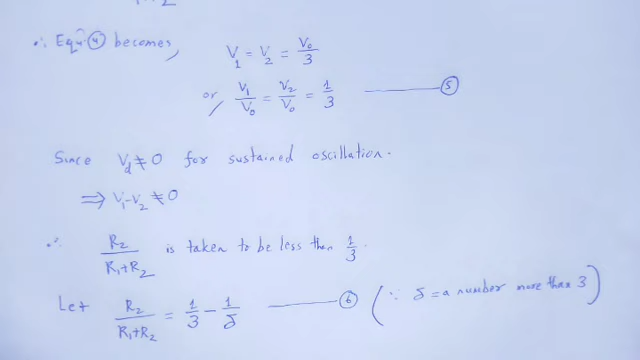 ∴ Equⁿ ④ becomes,
V₁ = V₂ = V₀/3
or, V₁/V₀ = V₂/V₀ = 1/3 ——— ⑤
Since V_d ≠ 0 for sustained oscillation.
⇒ V₁-V₂ ≠ 0
∴ R₂/(R₁+R₂) is taken to be less than 1/3.
Let R₂/(R₁+R₂) = 1/3 - 1/δ ——— ⑥ (∵ δ = a number more than 3)